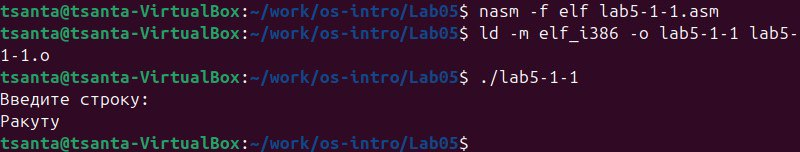 tsanta@tsanta-VirtualBox:~/work/os-intro/Lab05$ nasm -f elf lab5-1-1.asm
tsanta@tsanta-VirtualBox:~/work/os-intro/Lab05$ ld -m elf_i386 -o lab5-1-1 lab5-
1-1.o
tsanta@tsanta-VirtualBox:~/work/os-intro/Lab05$ ./lab5-1-1
Введите строку:
Ракуту
tsanta@tsanta-VirtualBox:~/work/os-intro/Lab05$